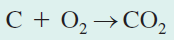 C + O₂ → CO₂